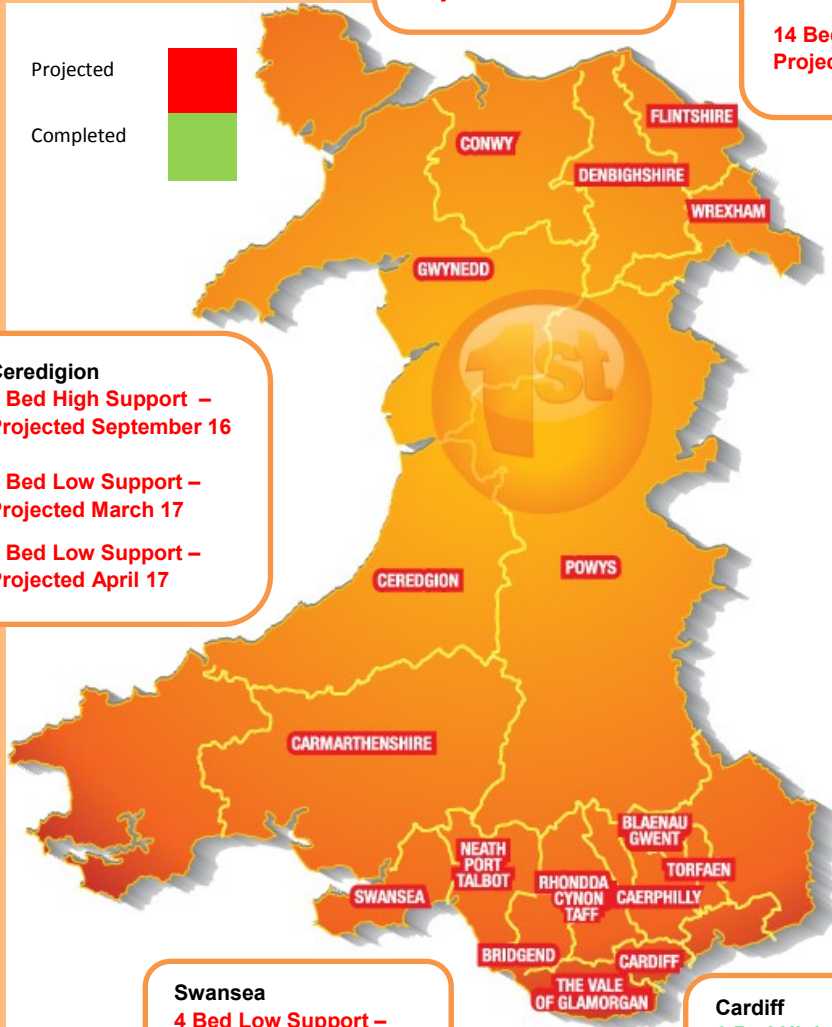 14 Bed
Projected
Completed
FLINTSHIRE
CONWY
DENBIGHSHIRE
WREXHAM
GWYNEDD
1st
Ceredigion
Bed High Support –
Projected September 16
Bed Low Support –
Projected March 17
Bed Low Support –
Projected April 17
CEREDGION
POWYS
CARMARTHENSHIRE
BLAENAU
GWENT
NEATH
PORT
TALBOT
TORFAEN
RHONDDA
CYNON
TAFF
CAERPHILLY
SWANSEA
BRIDGEND
CARDIFF
THE VALE
OF GLAMORGAN
Swansea
4 Bed Low Support –
Cardiff